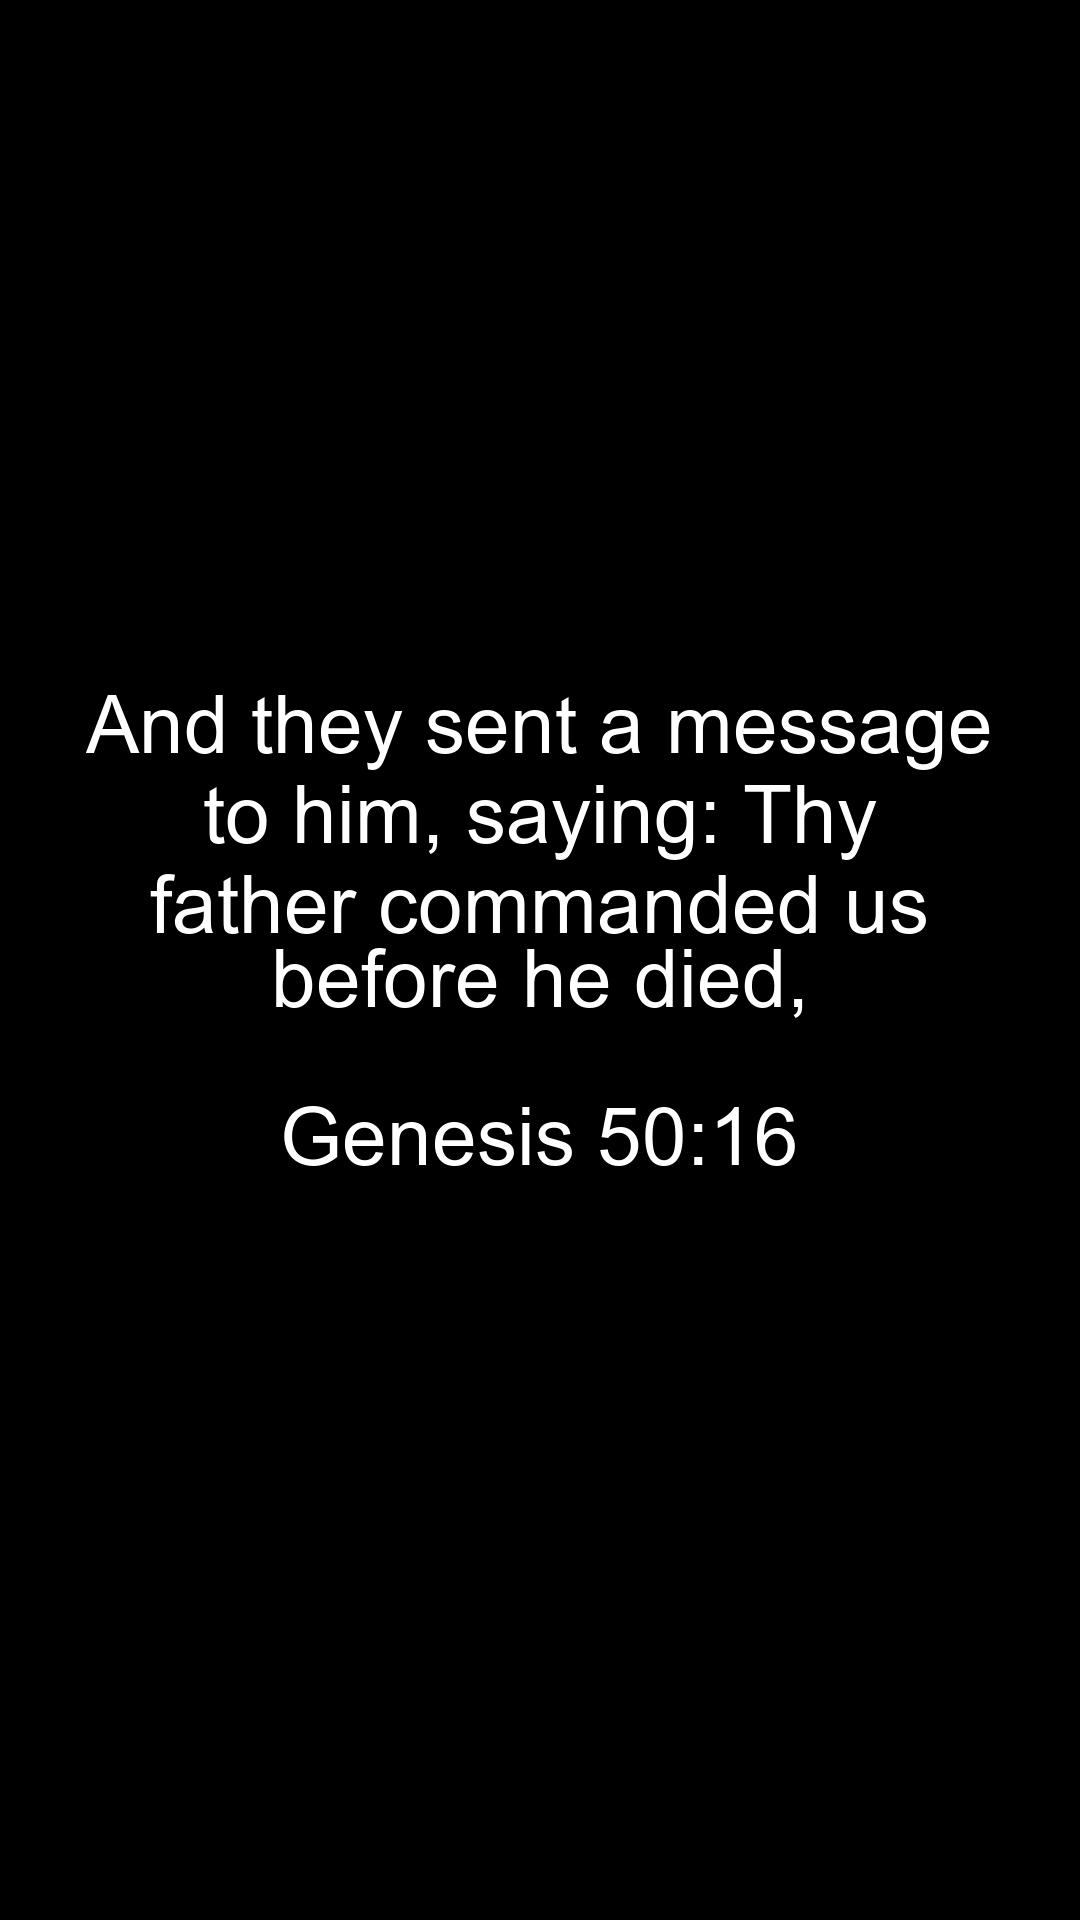 And they sent a message
to him, saying: Thy
father commanded us
before he died,
Genesis 50:16